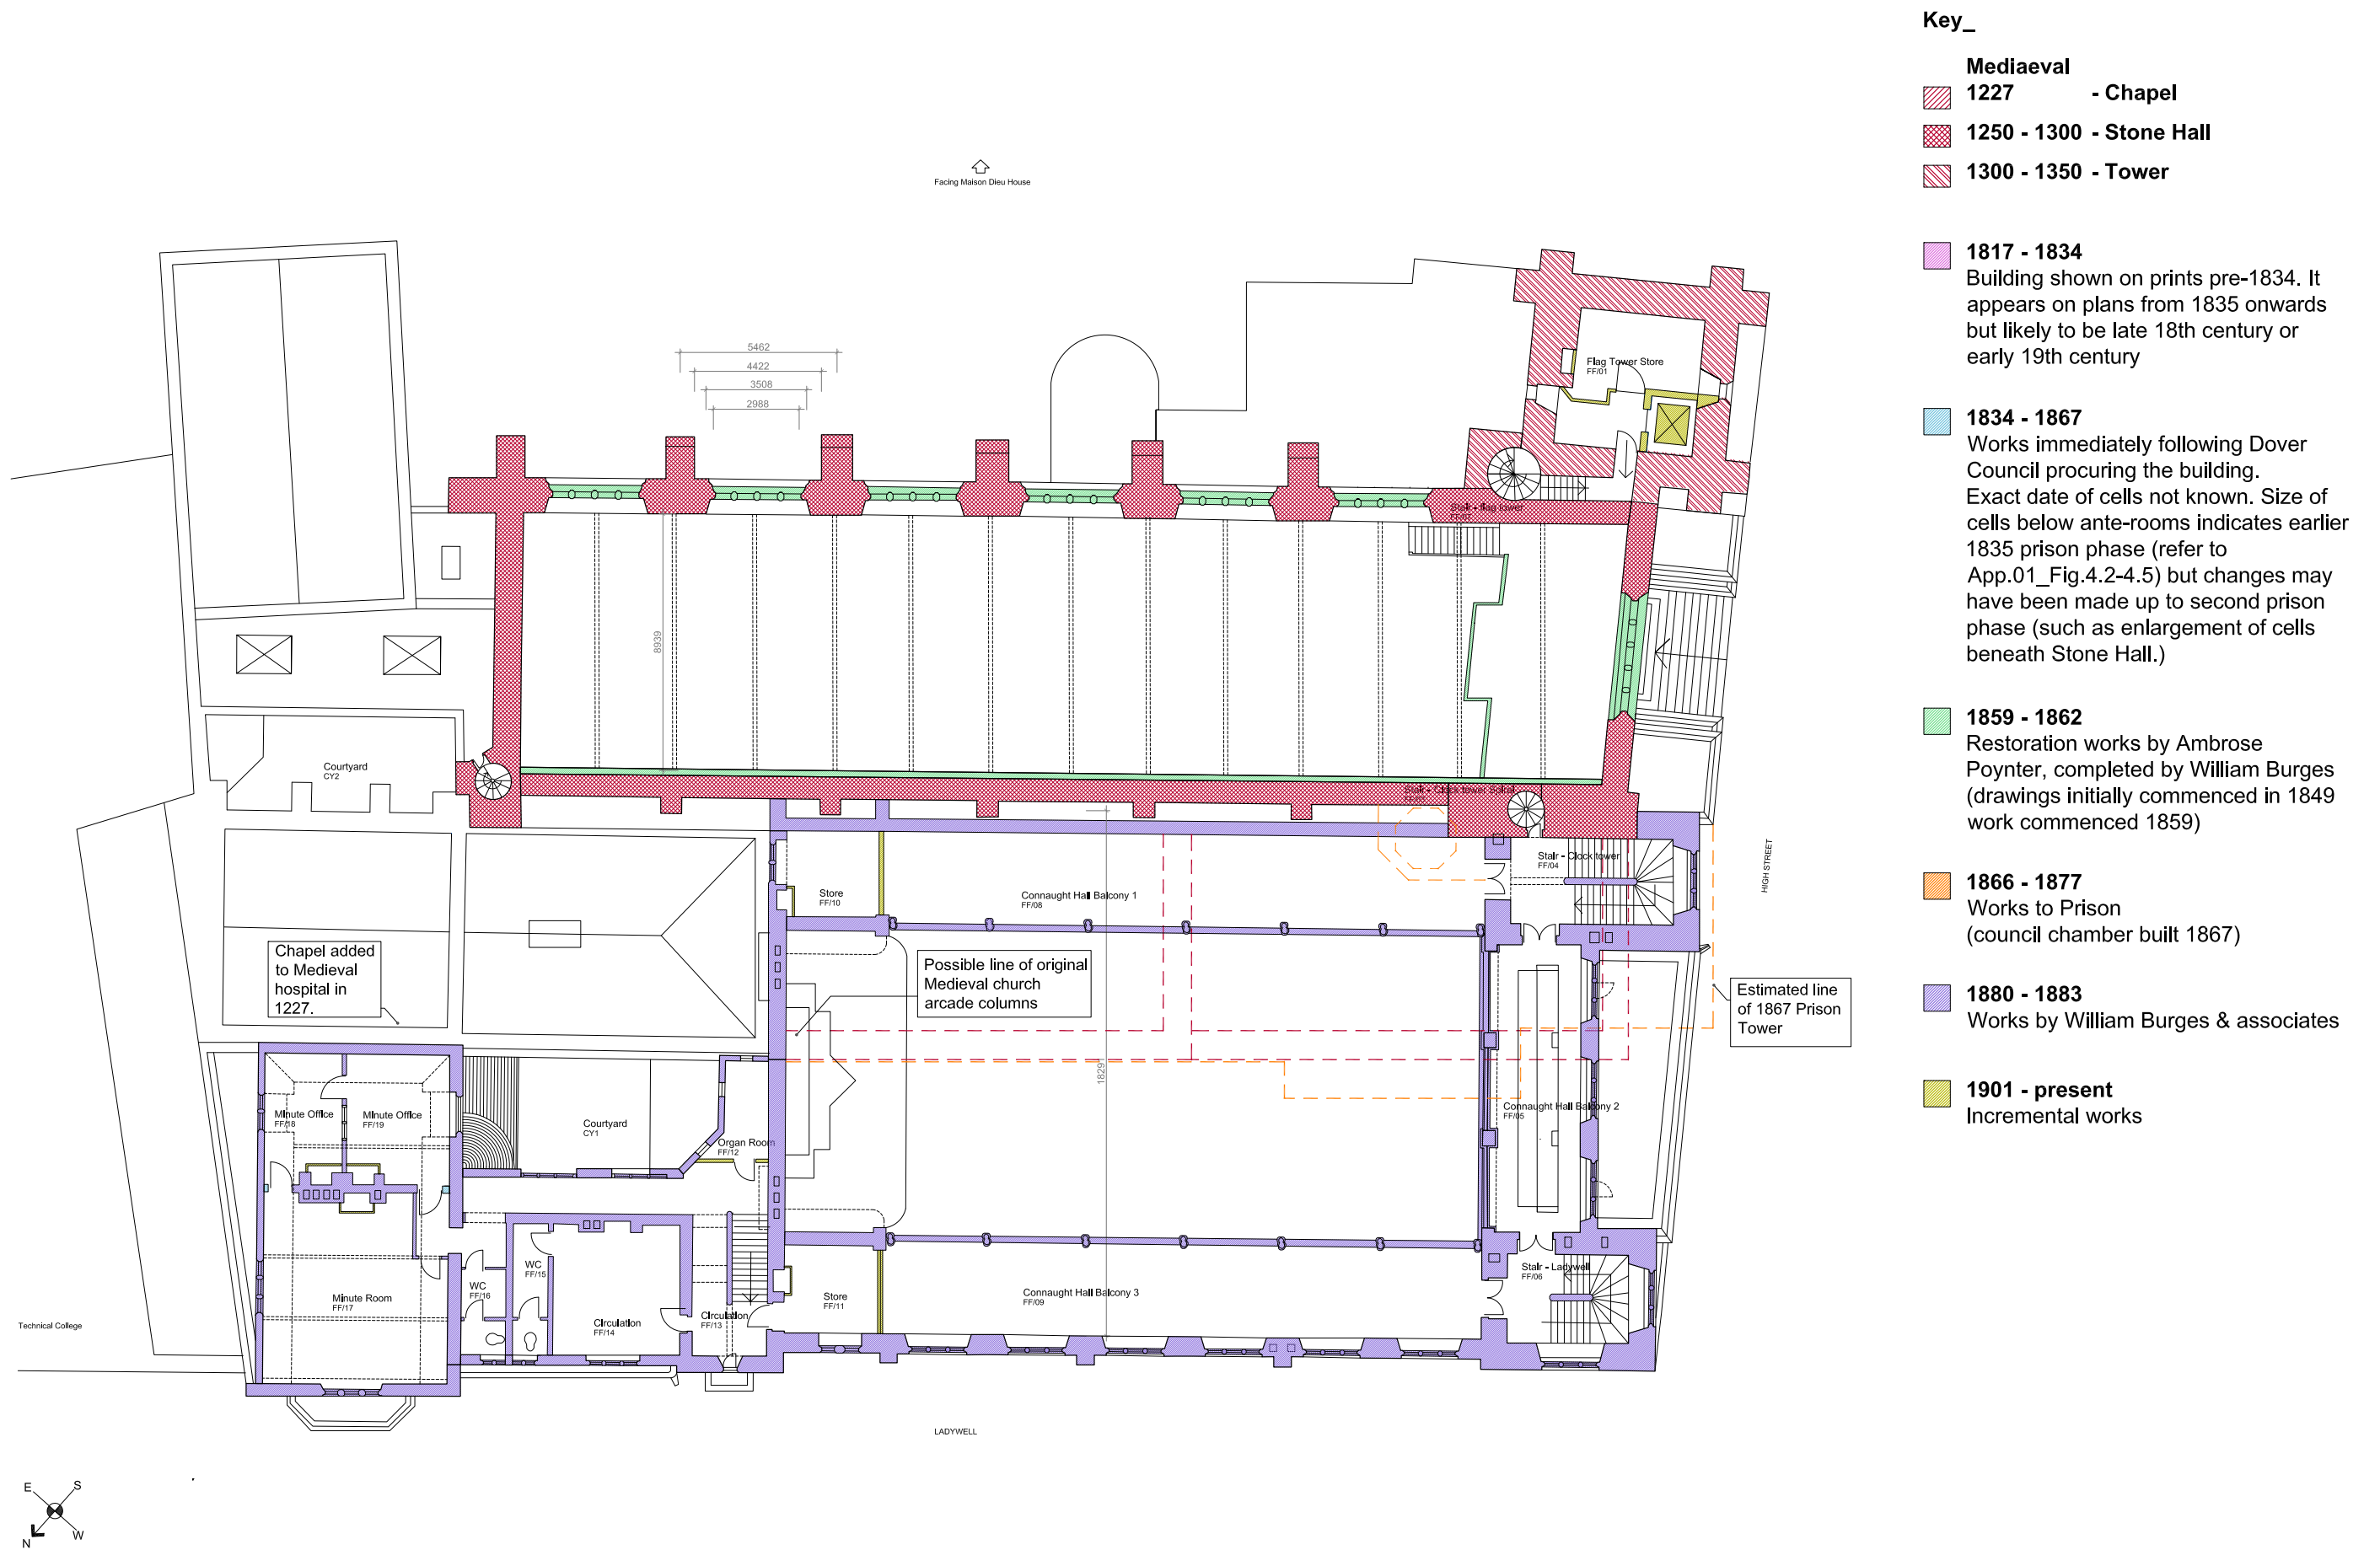 Key_
Mediaeval
1227 - Chapel
1250 - 1300 - Stone Hall
1300 - 1350 - Tower
1817 - 1834
Building shown on prints pre-1834. It
appears on plans from 1835 onwards
but likely to be late 18th century or
early 19th century
1834 - 1867
Works immediately following Dover
Council procuring the building.
Exact date of cells not known. Size of
cells below ante-rooms indicates earlier
1835 prison phase (refer to
App.01_Fig.4.2-4.5) but changes may
have been made up to second prison
phase (such as enlargement of cells
beneath Stone Hall.)
1859 - 1862
Restoration works by Ambrose
Poynter, completed by William Burges
(drawings initially commenced in 1849
work commenced 1859)
1866 - 1877
Works to Prison
(council chamber built 1867)
1880 - 1883
Works by William Burges & associates
1901 - present
Incremental works
Facing Maison Dieu House
5462
4422
3508
2988
Flag Tower Store
FF/01
Stair - flag tower
FF/02
8939
Courtyard
CY2
Stair - Clock tower Spiral
Stair - Clock tower
FF/04
HIGH STREET
Store
FF/10
Connaught Hall Balcony 1
FF/08
Chapel added
to Medieval
hospital in
1227.
Possible line of original
Medieval church
arcade columns
Estimated line
of 1867 Prison
Tower
1829
Minute Office
FF/18
Minute Office
FF/19
Courtyard
CY1
Organ Room
FF/12
Connaught Hall Balcony 2
FF/05
WC
FF/15
WC
FF/16
Stair - Ladywell
FF/06
Minute Room
FF/17
Store
FF/11
Connaught Hall Balcony 3
FF/09
Circulation
FF/14
Circulation
FF/13
Technical College
LADYWELL
E
S
N
W